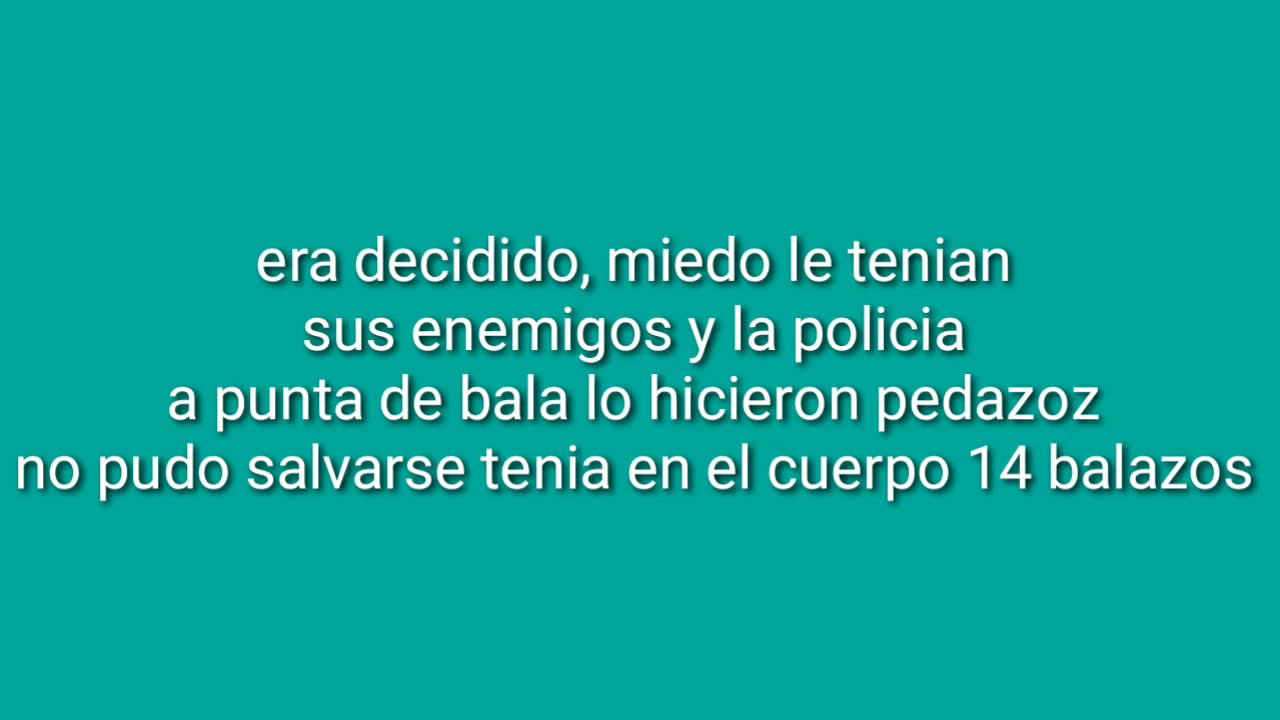 era decidido, miedo le tenian
sus enemigos y la policia
a punta de bala lo hicieron pedazoz
no pudo salvarse tenia en el cuerpo 14 balazos